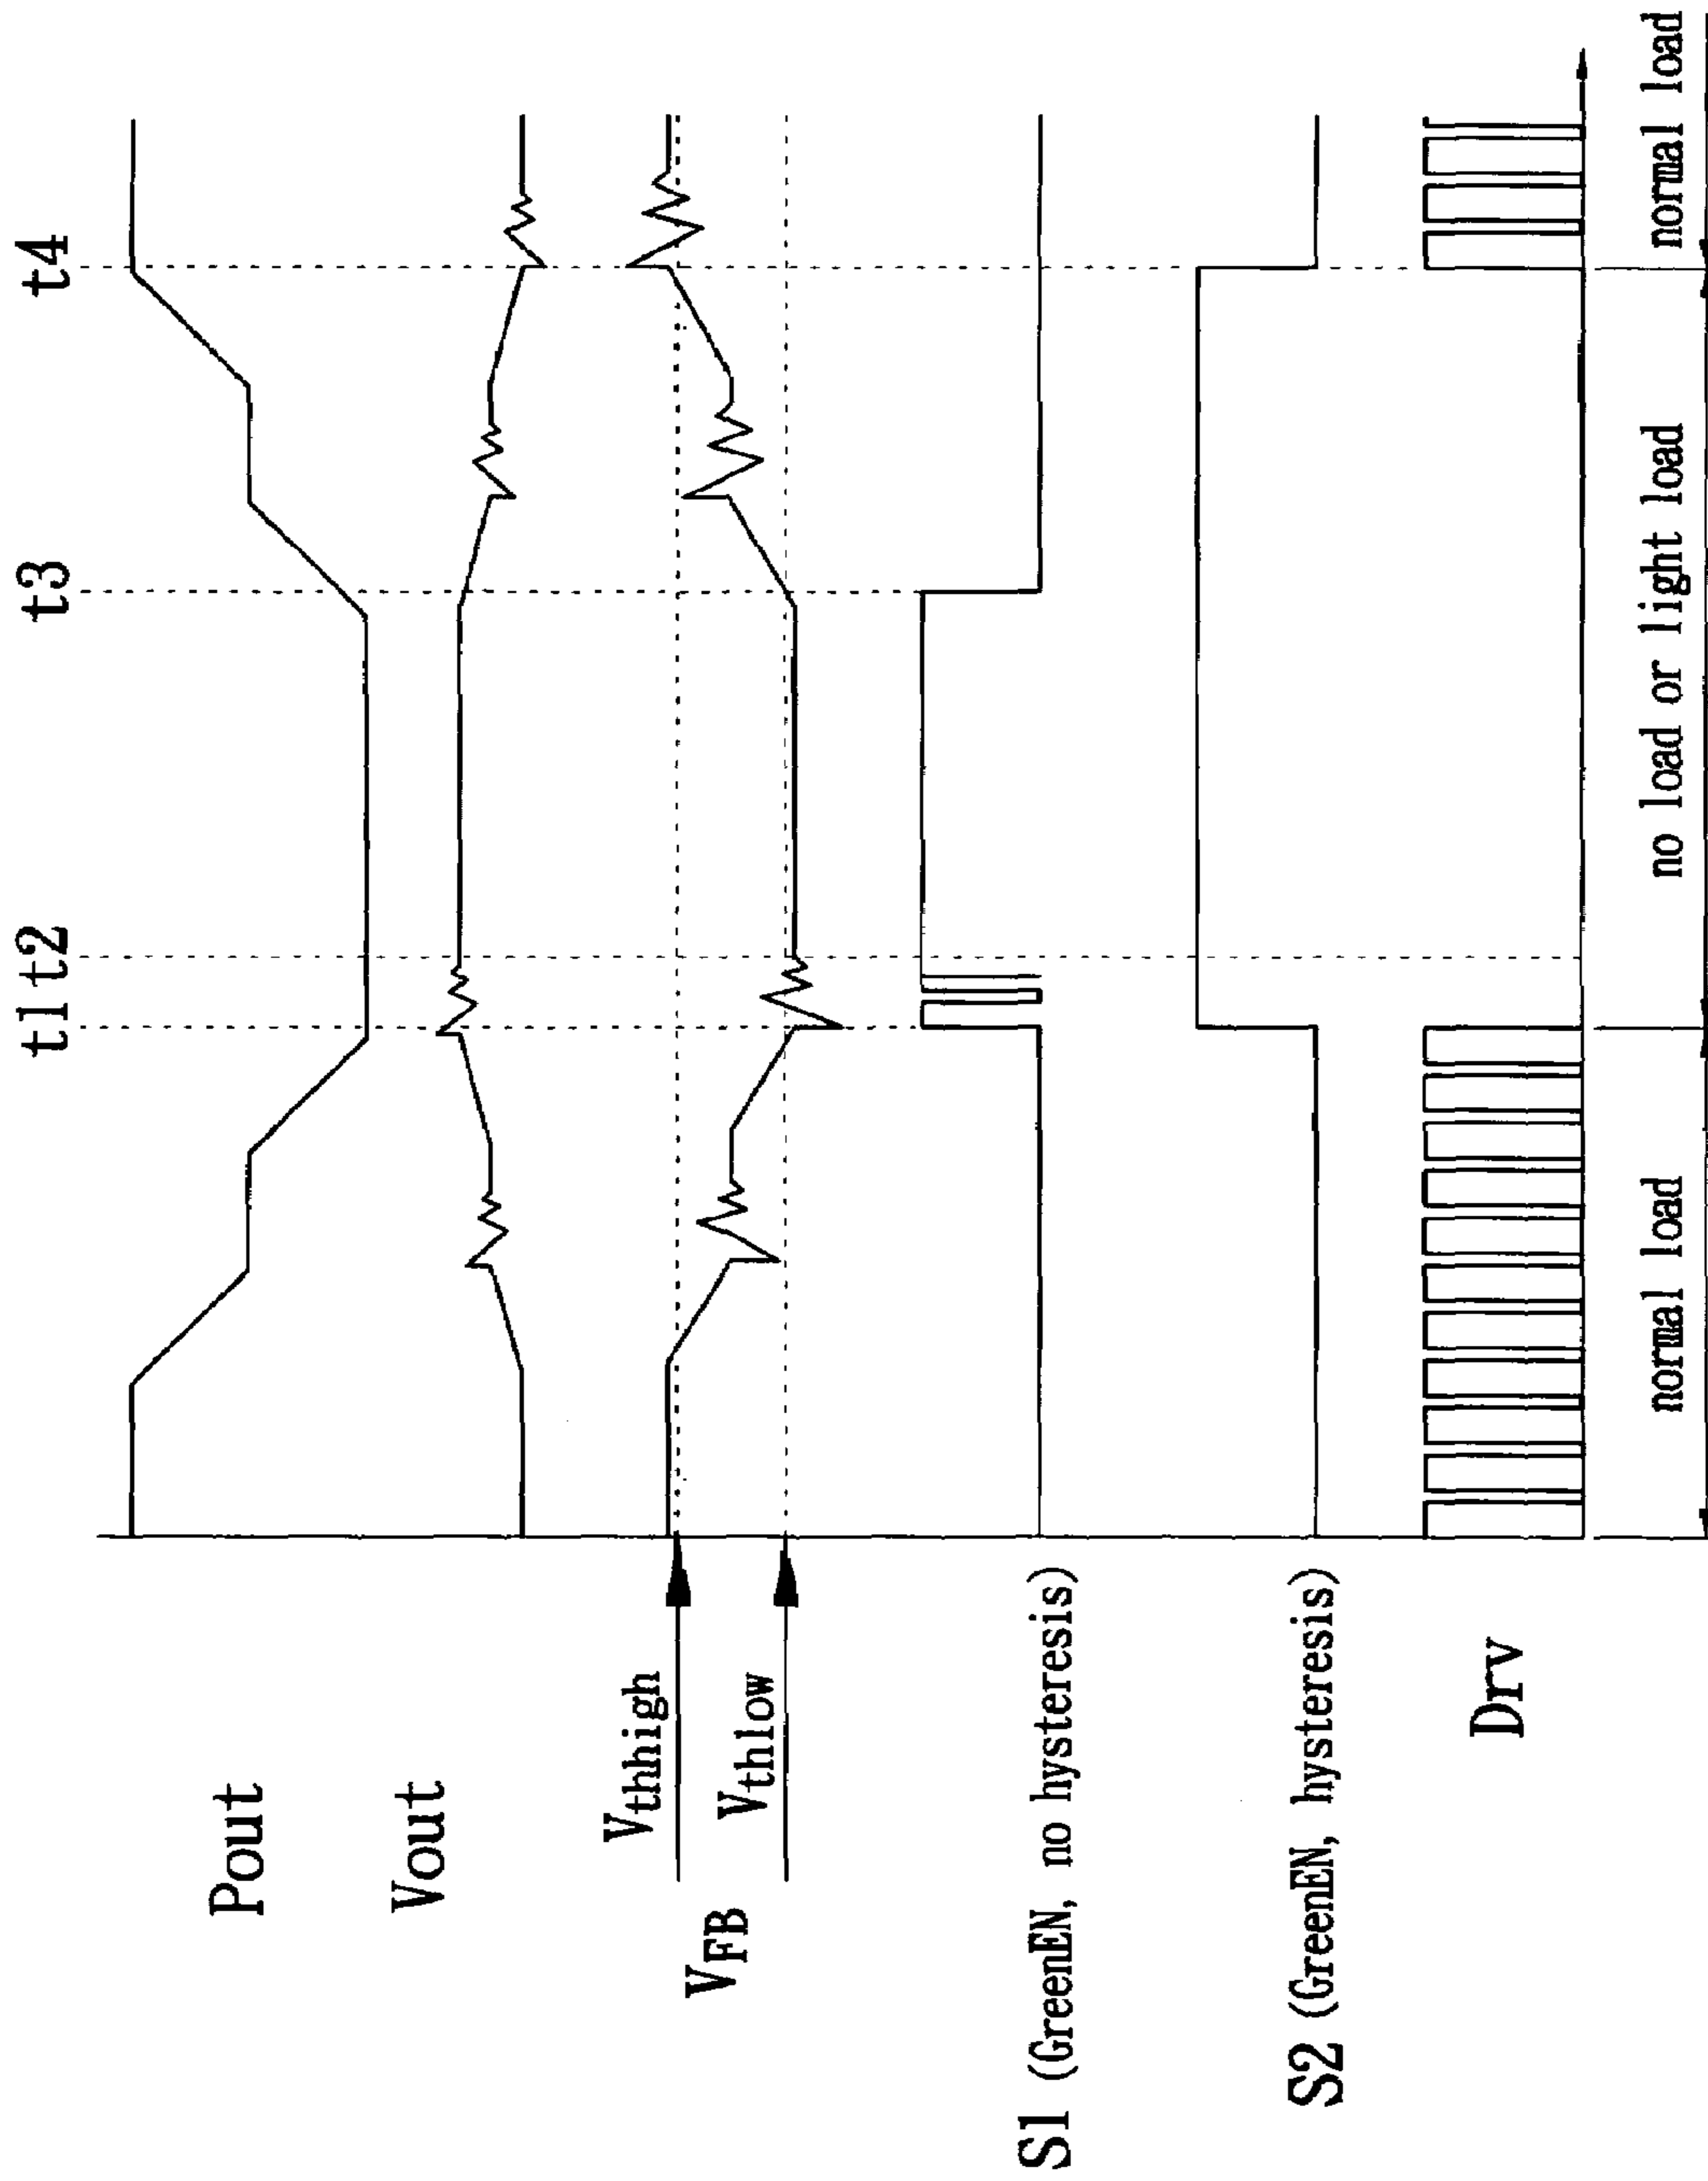 t1 t2 t3 t4
Pout
Vout
Vthhigh
VFB
Vthlow
S1 (GreenEN, no hysteresis)
S2 (GreenEN, hysteresis)
Drv
normal load no load or light load normal load